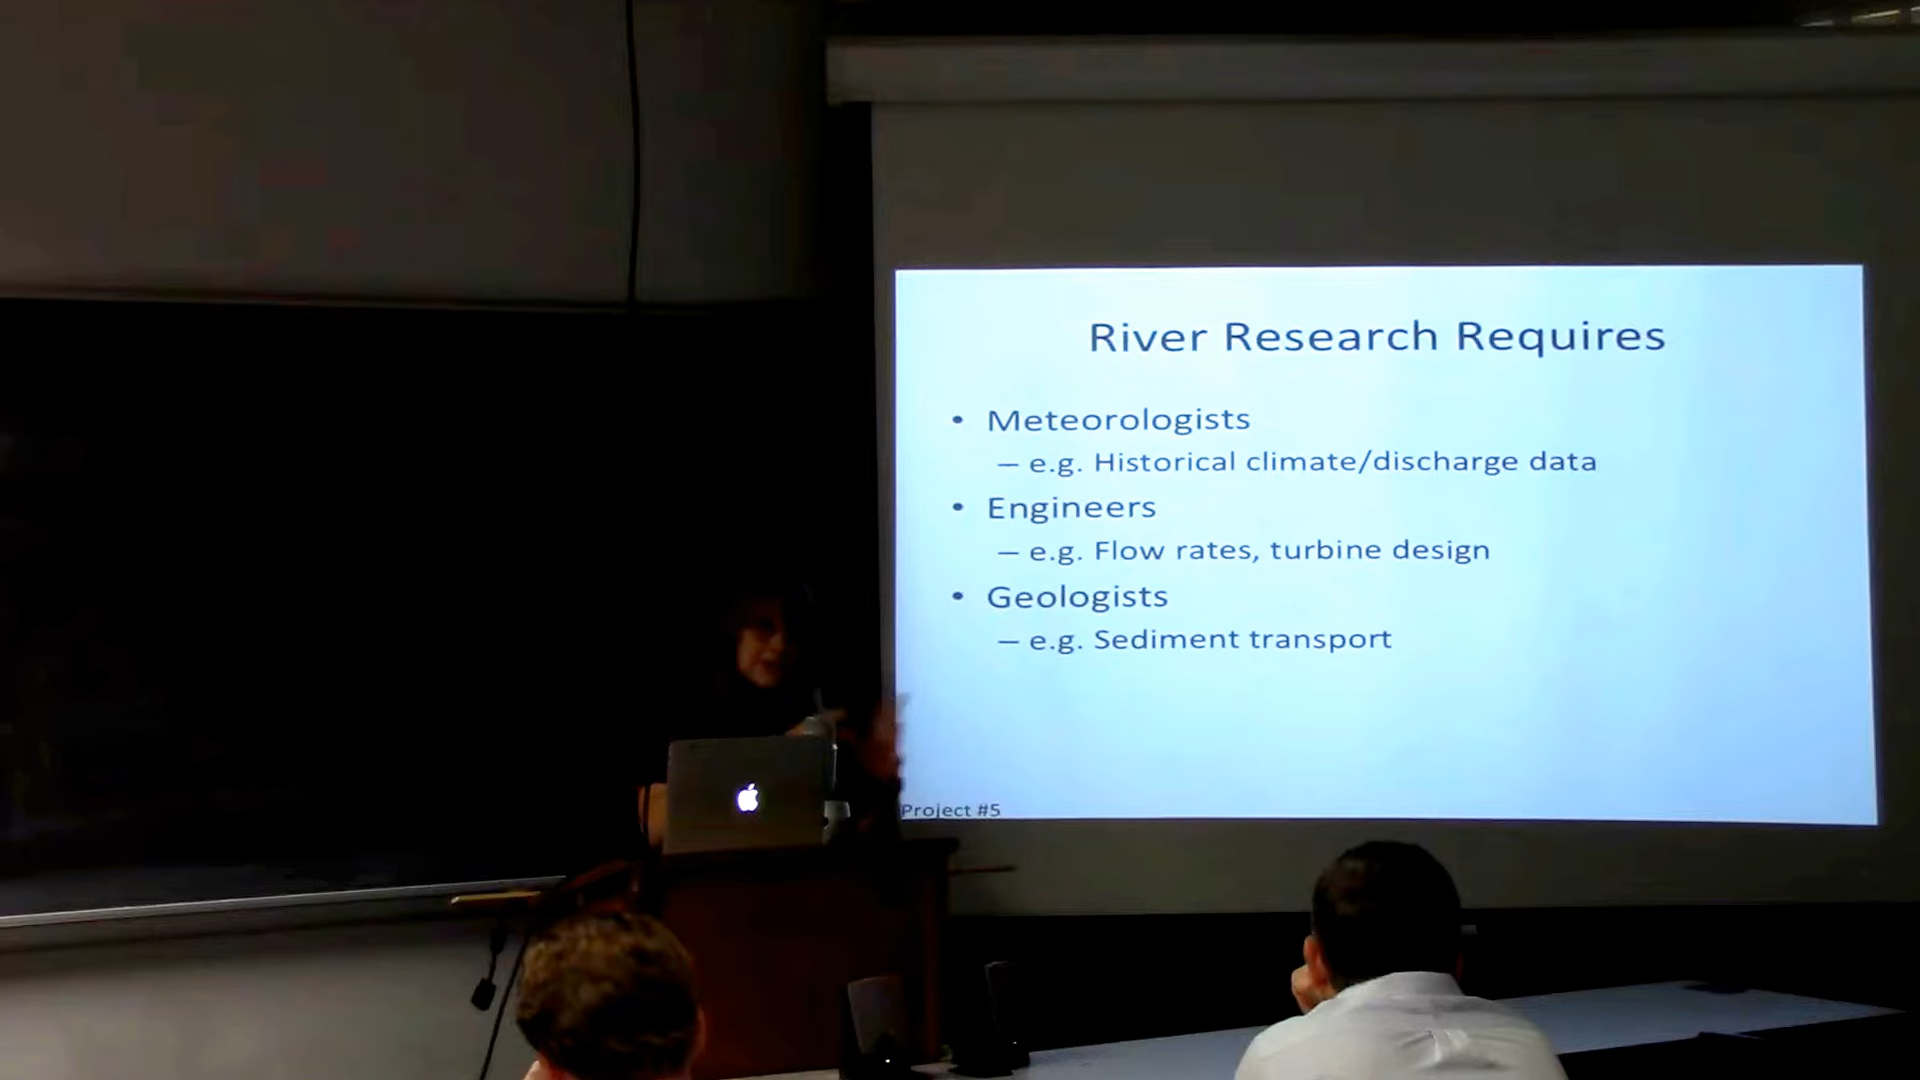 River Research Requires
• Meteorologists
– e.g. Historical climate/discharge data
• Engineers
– e.g. Flow rates, turbine design
• Geologists
– e.g. Sediment transport
Project #5